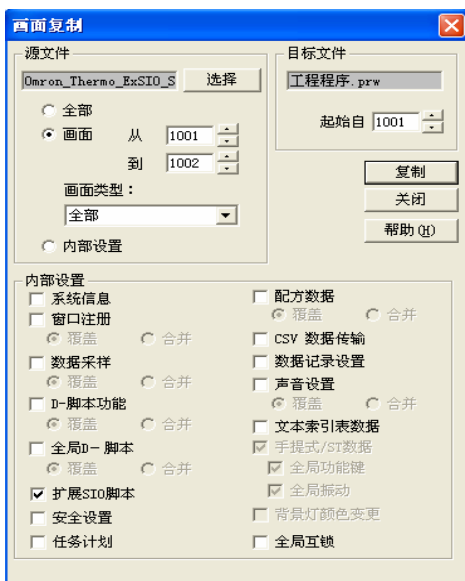 画面复制
源文件
Omron_Thermo_ExSIO_S 选择
全部
画面 从 1001
到 1002
画面类型：
全部
内部设置
目标文件
工程程序.prw
起始自 1001
复制
关闭
帮助(H)
内部设置
系统信息
窗口注册
覆盖 合并
数据采样
覆盖 合并
D-脚本功能
覆盖 合并
全局D- 脚本
覆盖 合并
扩展SIO脚本
安全设置
任务计划
配方数据
覆盖 合并
CSV 数据传输
数据记录设置
声音设置
覆盖 合并
文本索引表数据
手提式/ST数据
全局功能键
全局振动
背景灯颜色变更
全局互锁